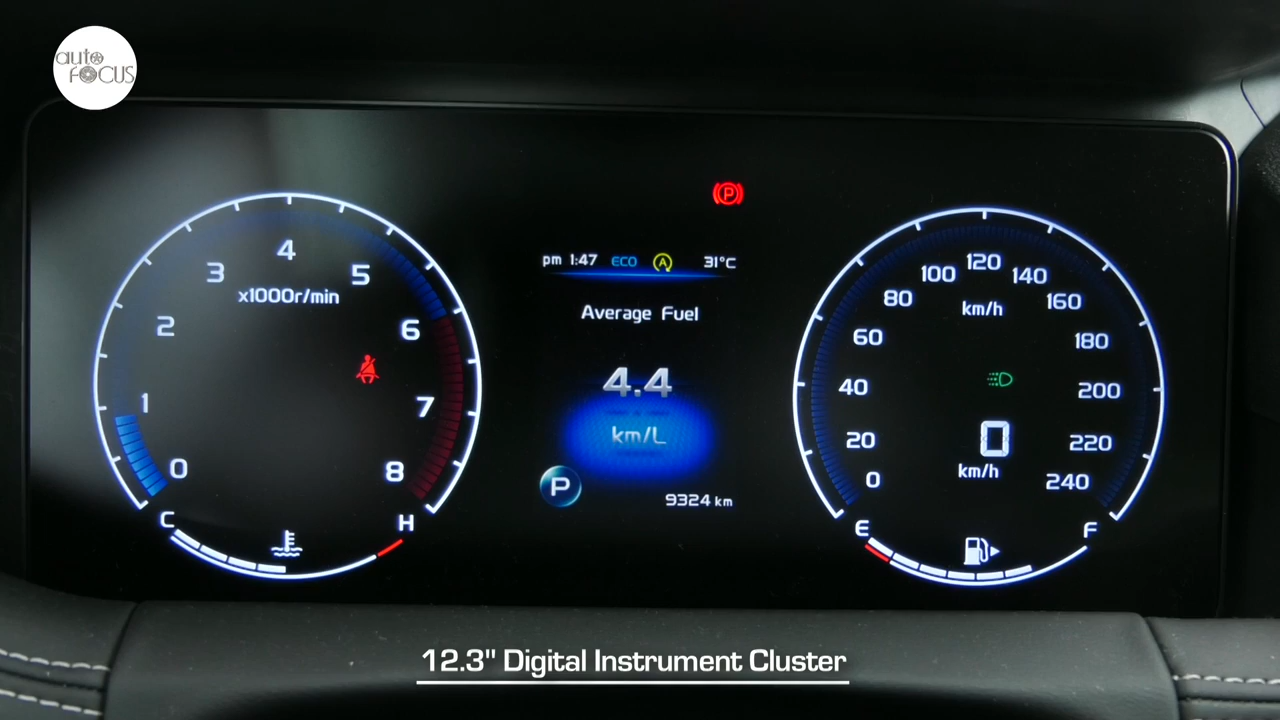 auto
FOCUS
P
pm 1:47 ECO A 31°C
Average Fuel
4.4
km/L
P
9324 km
0 1 2 3 4 5 6 7 8
x1000r/min
C H
0 20 40 60 80 100 120 140 160 180 200 220 240
km/h
0
km/h
E F
12.3" Digital Instrument Cluster